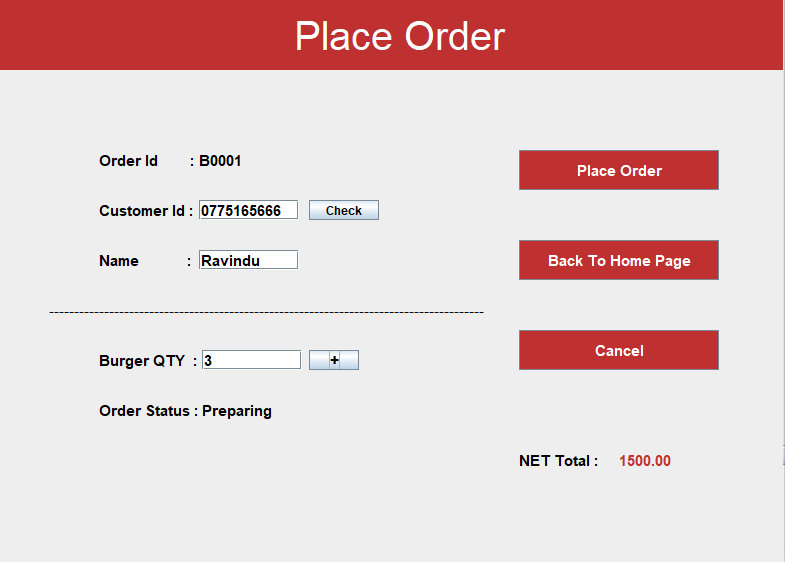 Place Order
Order Id : B0001
Customer Id : 0775165666 Check
Name : Ravindu
--------------------------------------------------------------------------------------
Burger QTY : 3 +
Order Status : Preparing
Place Order
Back To Home Page
Cancel
NET Total : 1500.00